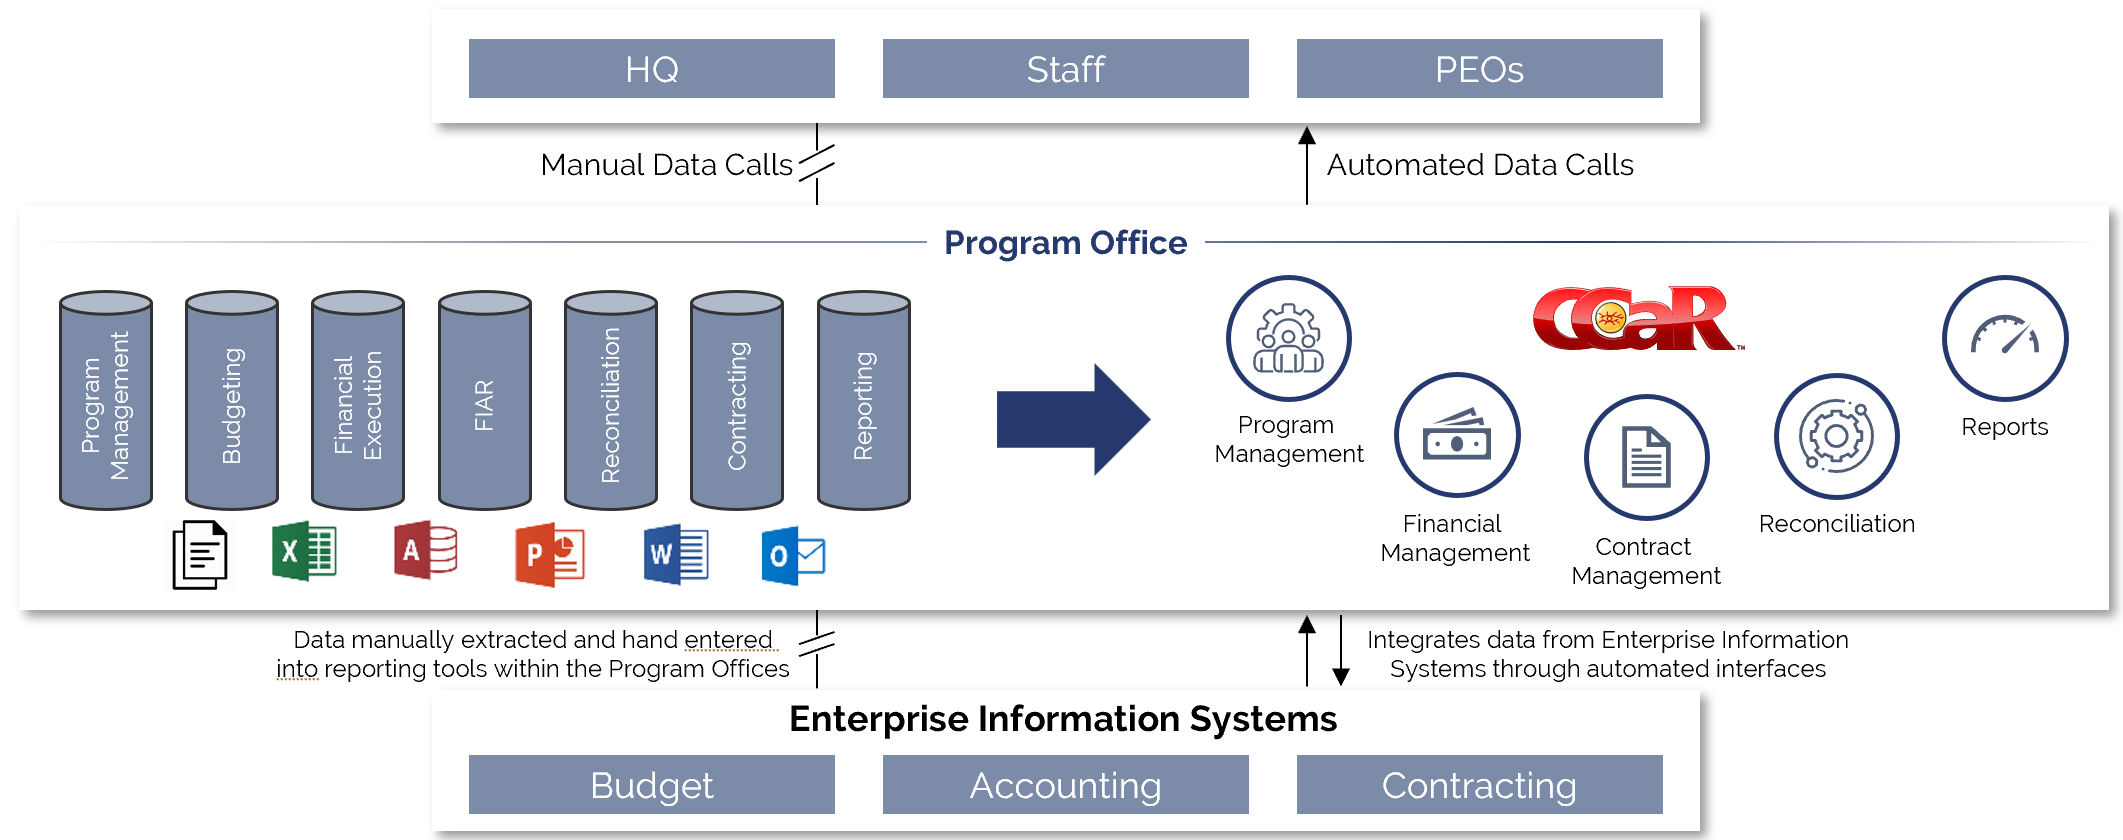 HQ
Staff
PEOs
Manual Data Calls
Automated Data Calls
Program Office
Program
Management
Budgeting
Financial
Execution
FIAR
Reconciliation
Contracting
Reporting
X
A
P
W
O
CCaR™
Program
Management
Financial
Management
Contract
Management
Reconciliation
Reports
Data manually extracted and hand entered
into reporting tools within the Program Offices
Integrates data from Enterprise Information
Systems through automated interfaces
Enterprise Information Systems
Budget
Accounting
Contracting